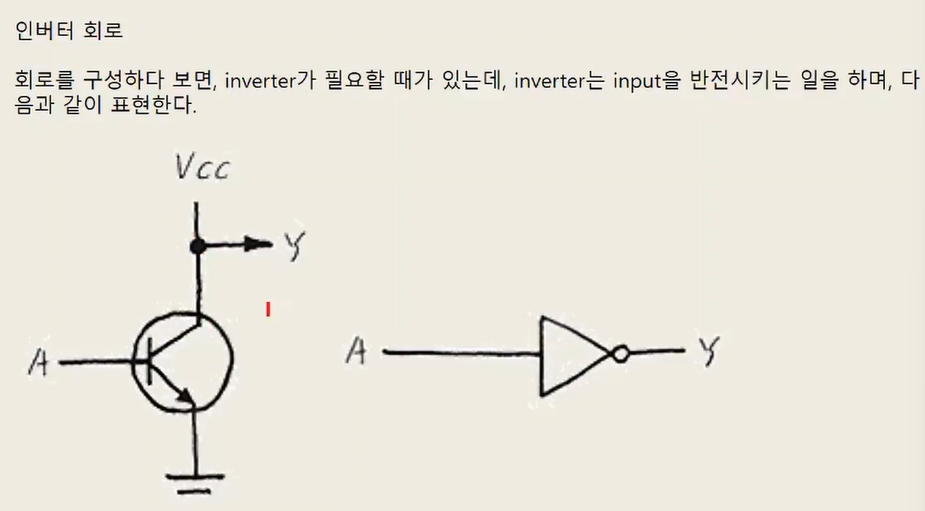 인버터 회로
회로를 구성하다 보면, inverter가 필요할 때가 있는데, inverter는 input을 반전시키는 일을 하며, 다
음과 같이 표현한다.
Vcc
Y
A
A
Y